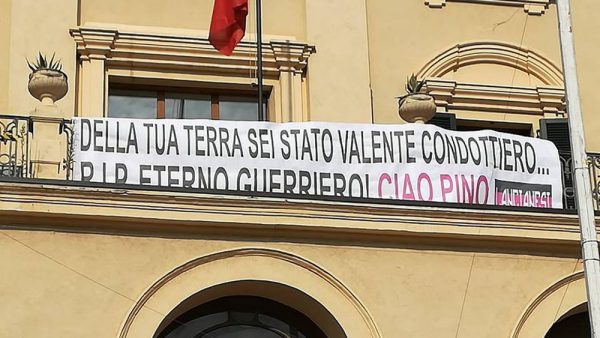 DELLA TUA TERRA SEI STATO VALENTE CONDOTTIERO...
R.I.P. ETERNO GUERRIERO! CIAO PINO